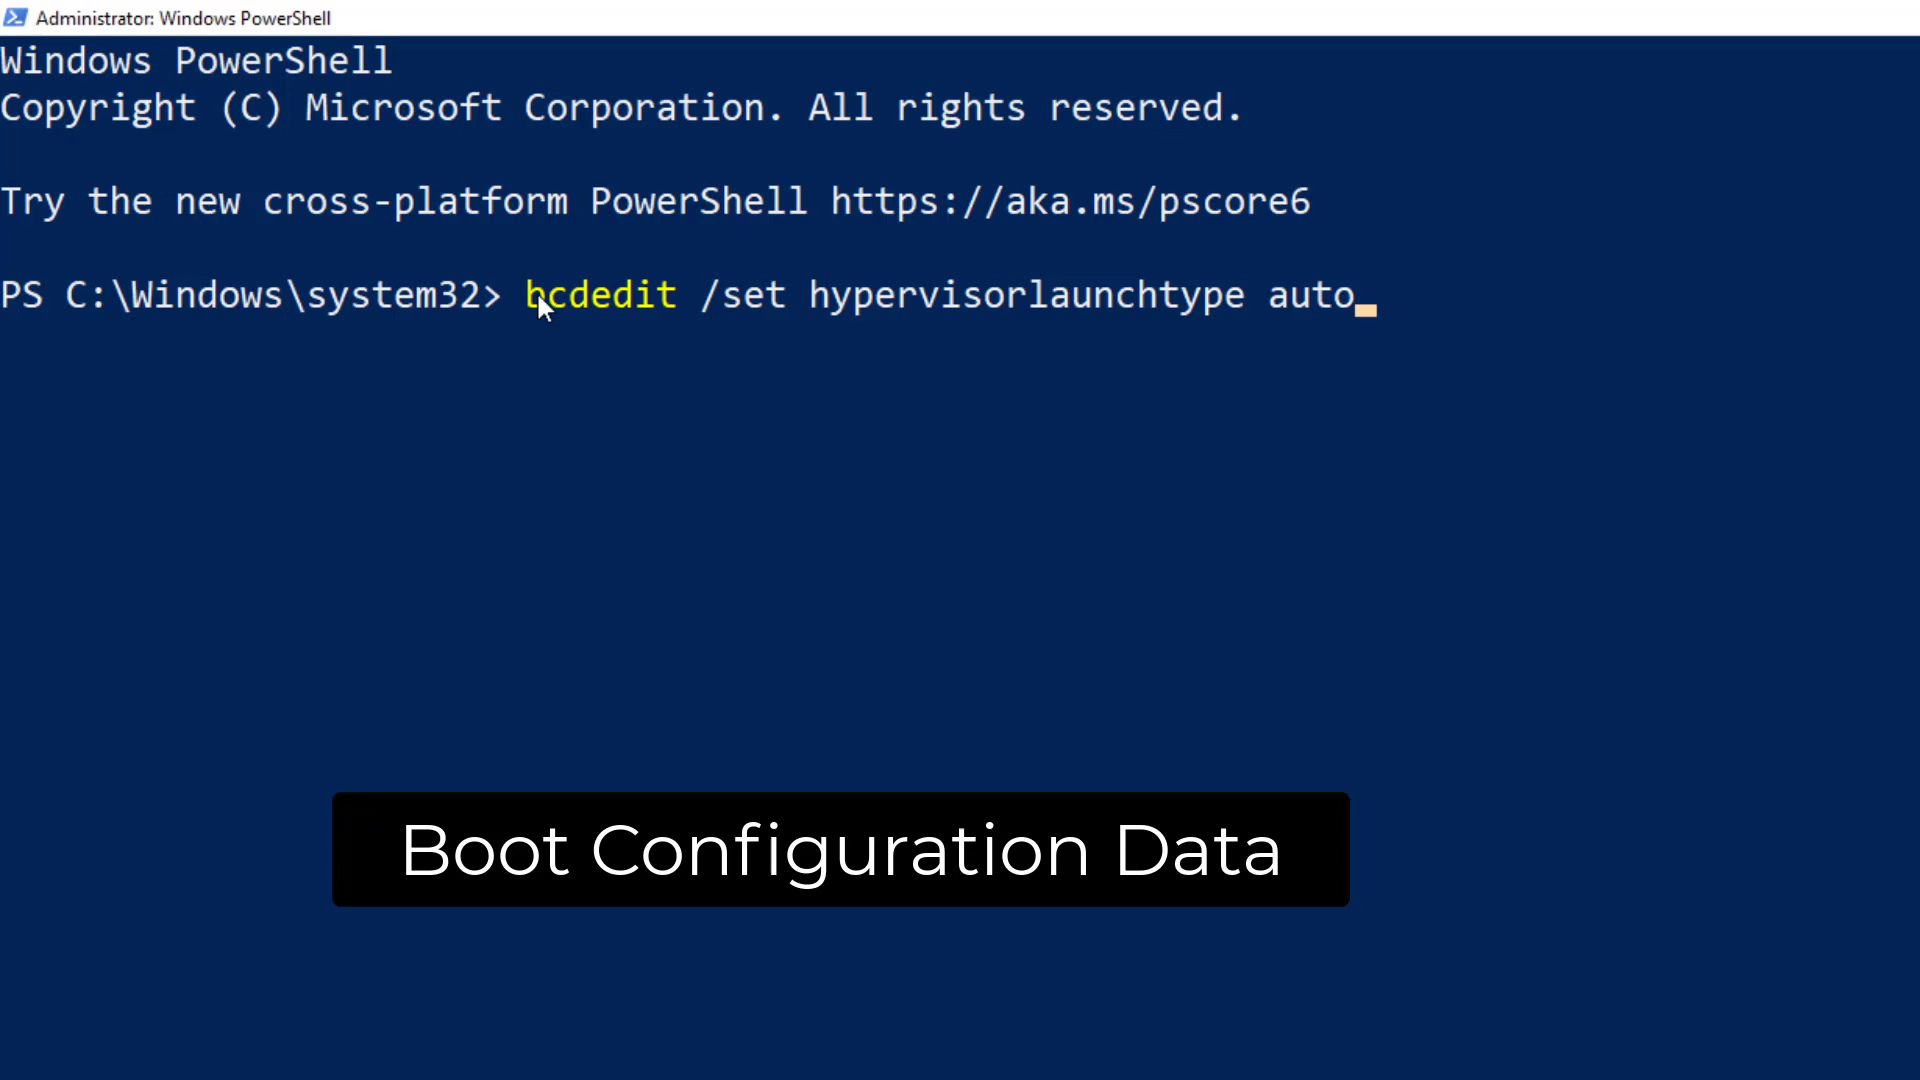 Administrator: Windows PowerShell
Windows PowerShell
Copyright (C) Microsoft Corporation. All rights reserved.
Try the new cross-platform PowerShell https://aka.ms/pscore6
PS C:\Windows\system32> bcdedit /set hypervisorlaunchtype auto
Boot Configuration Data